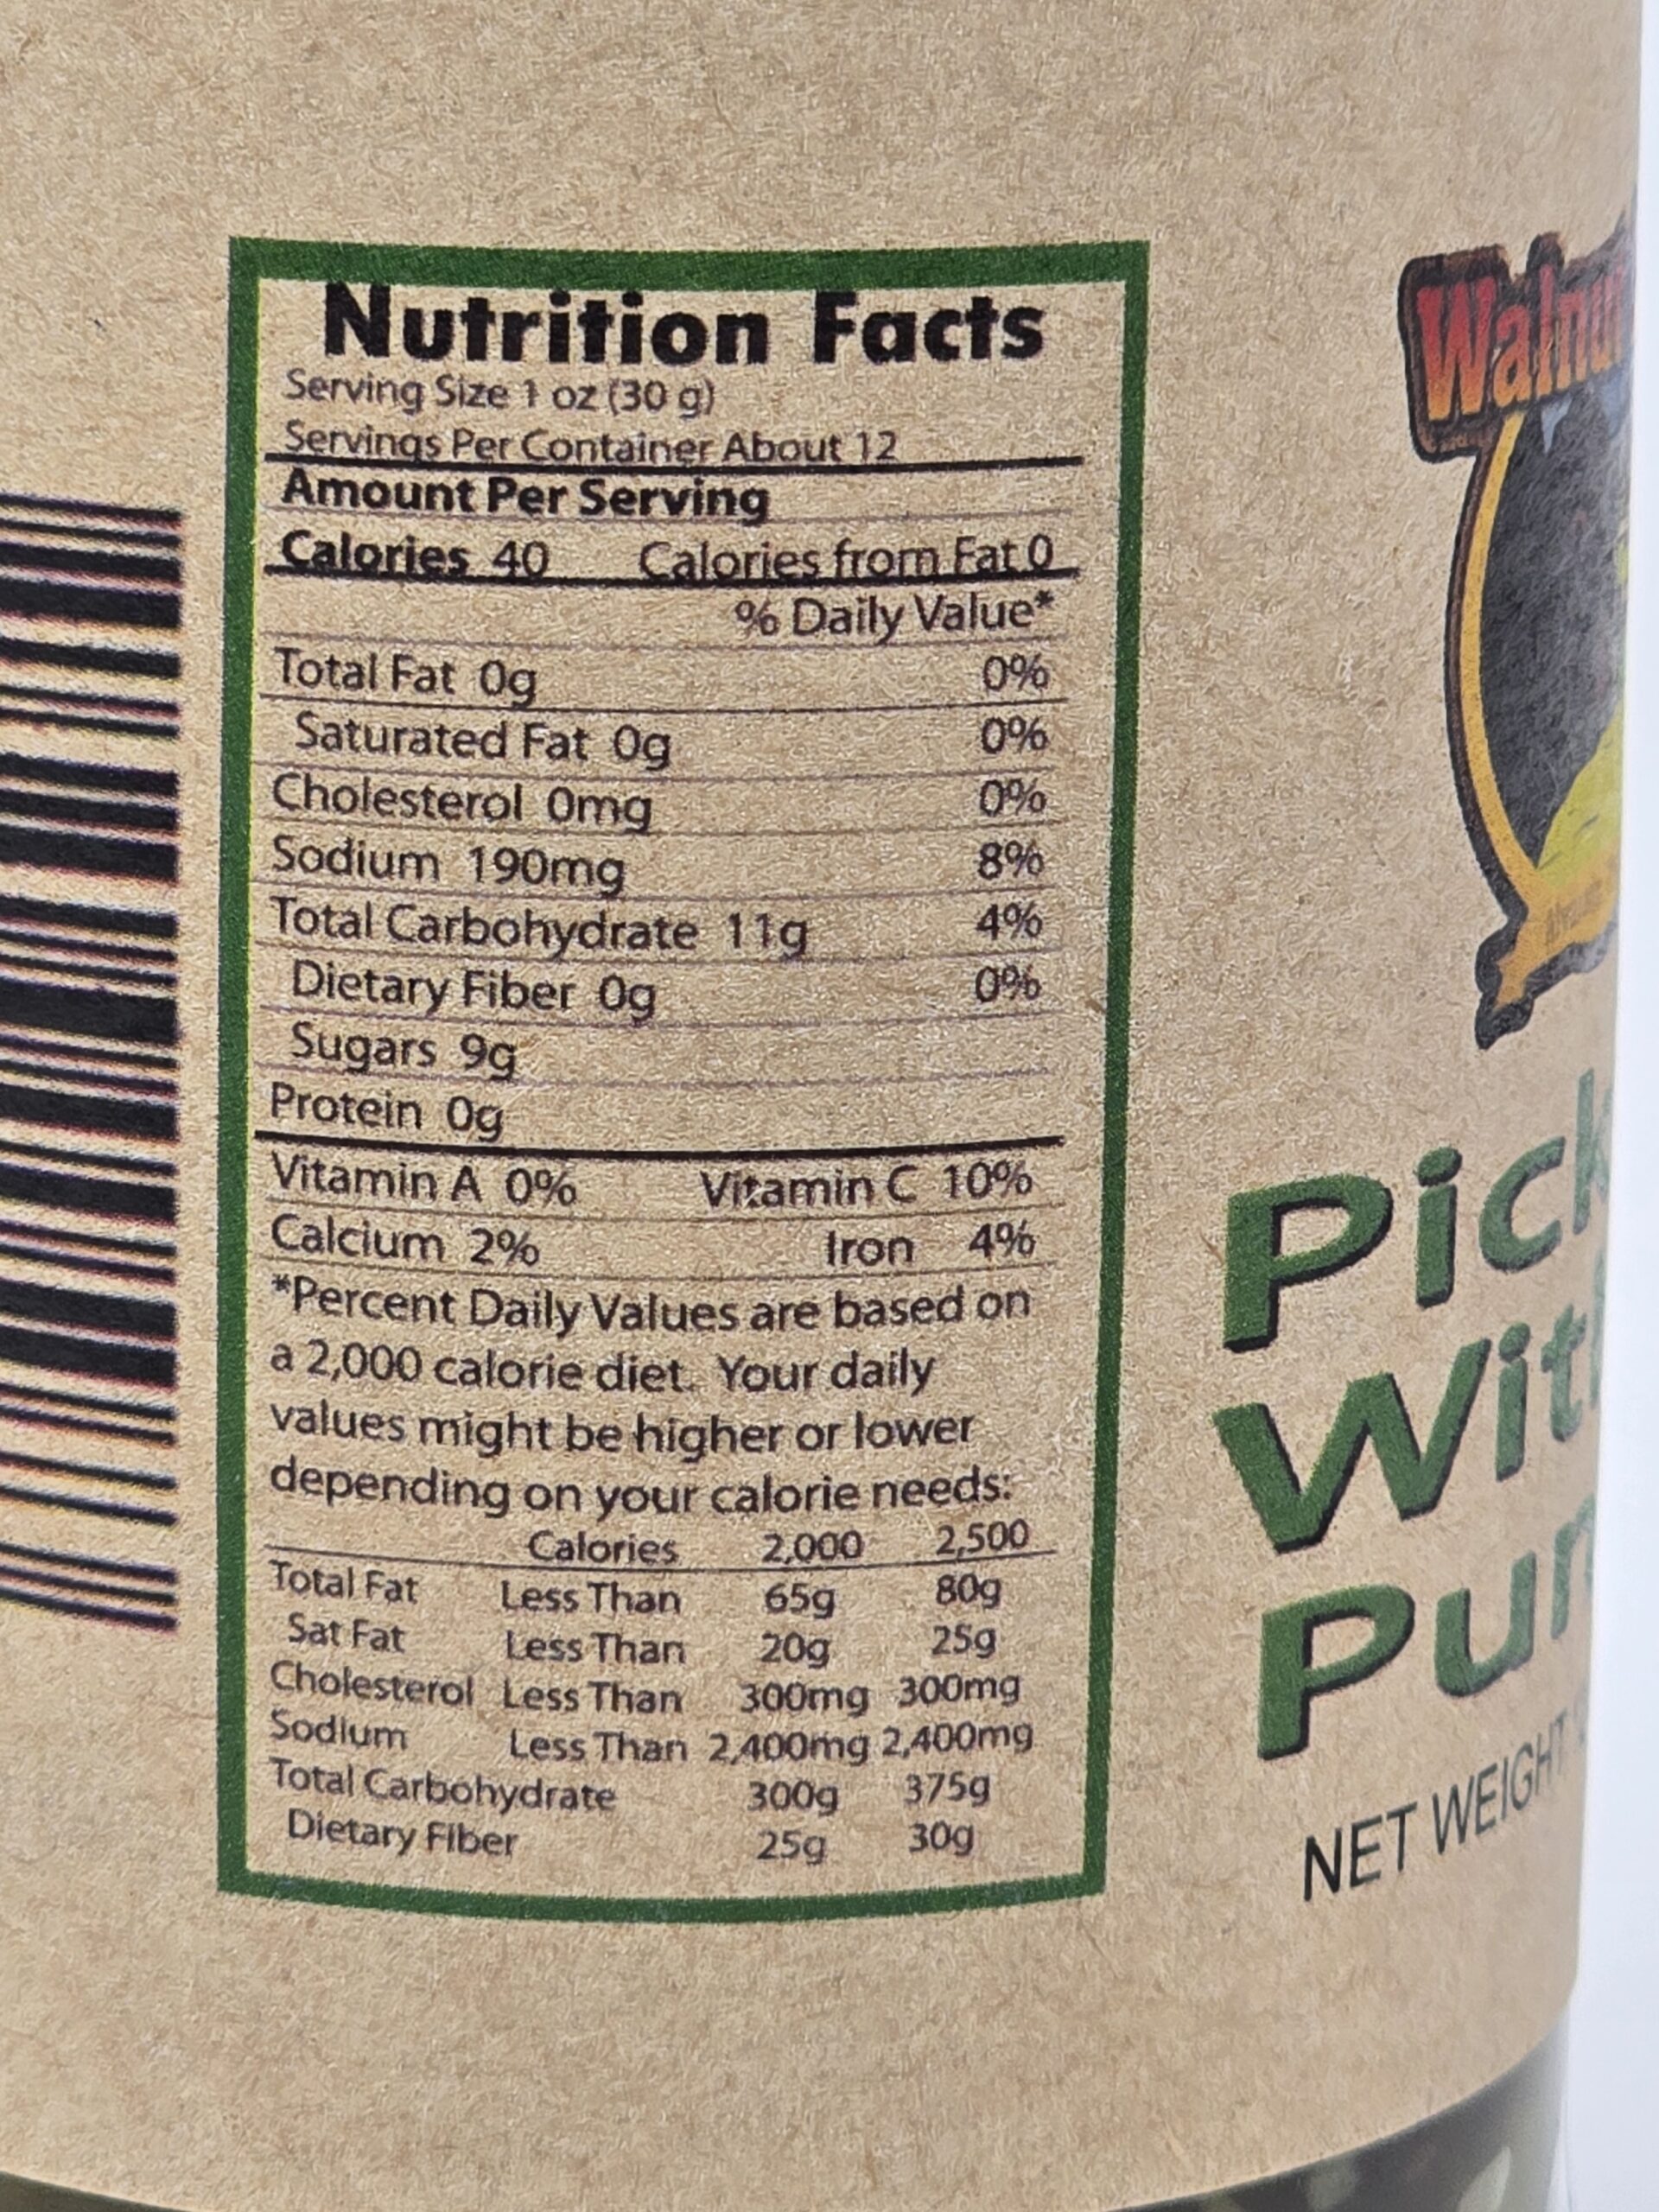 Nutrition Facts
Serving Size 1 oz (30 g)
Servings Per Container About 12
Amount Per Serving
Calories 40 Calories from Fat 0
% Daily Value*
Total Fat 0g 0%
Saturated Fat 0g 0%
Cholesterol 0mg 0%
Sodium 190mg 8%
Total Carbohydrate 11g 4%
Dietary Fiber 0g 0%
Sugars 9g
Protein 0g
Vitamin A 0% Vitamin C 10%
Calcium 2% Iron 4%
*Percent Daily Values are based on
a 2,000 calorie diet. Your daily
values might be higher or lower
depending on your calorie needs:
Calories 2,000 2,500
Total Fat Less Than 65g 80g
Sat Fat Less Than 20g 25g
Cholesterol Less Than 300mg 300mg
Sodium Less Than 2,400mg 2,400mg
Total Carbohydrate 300g 375g
Dietary Fiber 25g 30g
NET WEIGHT